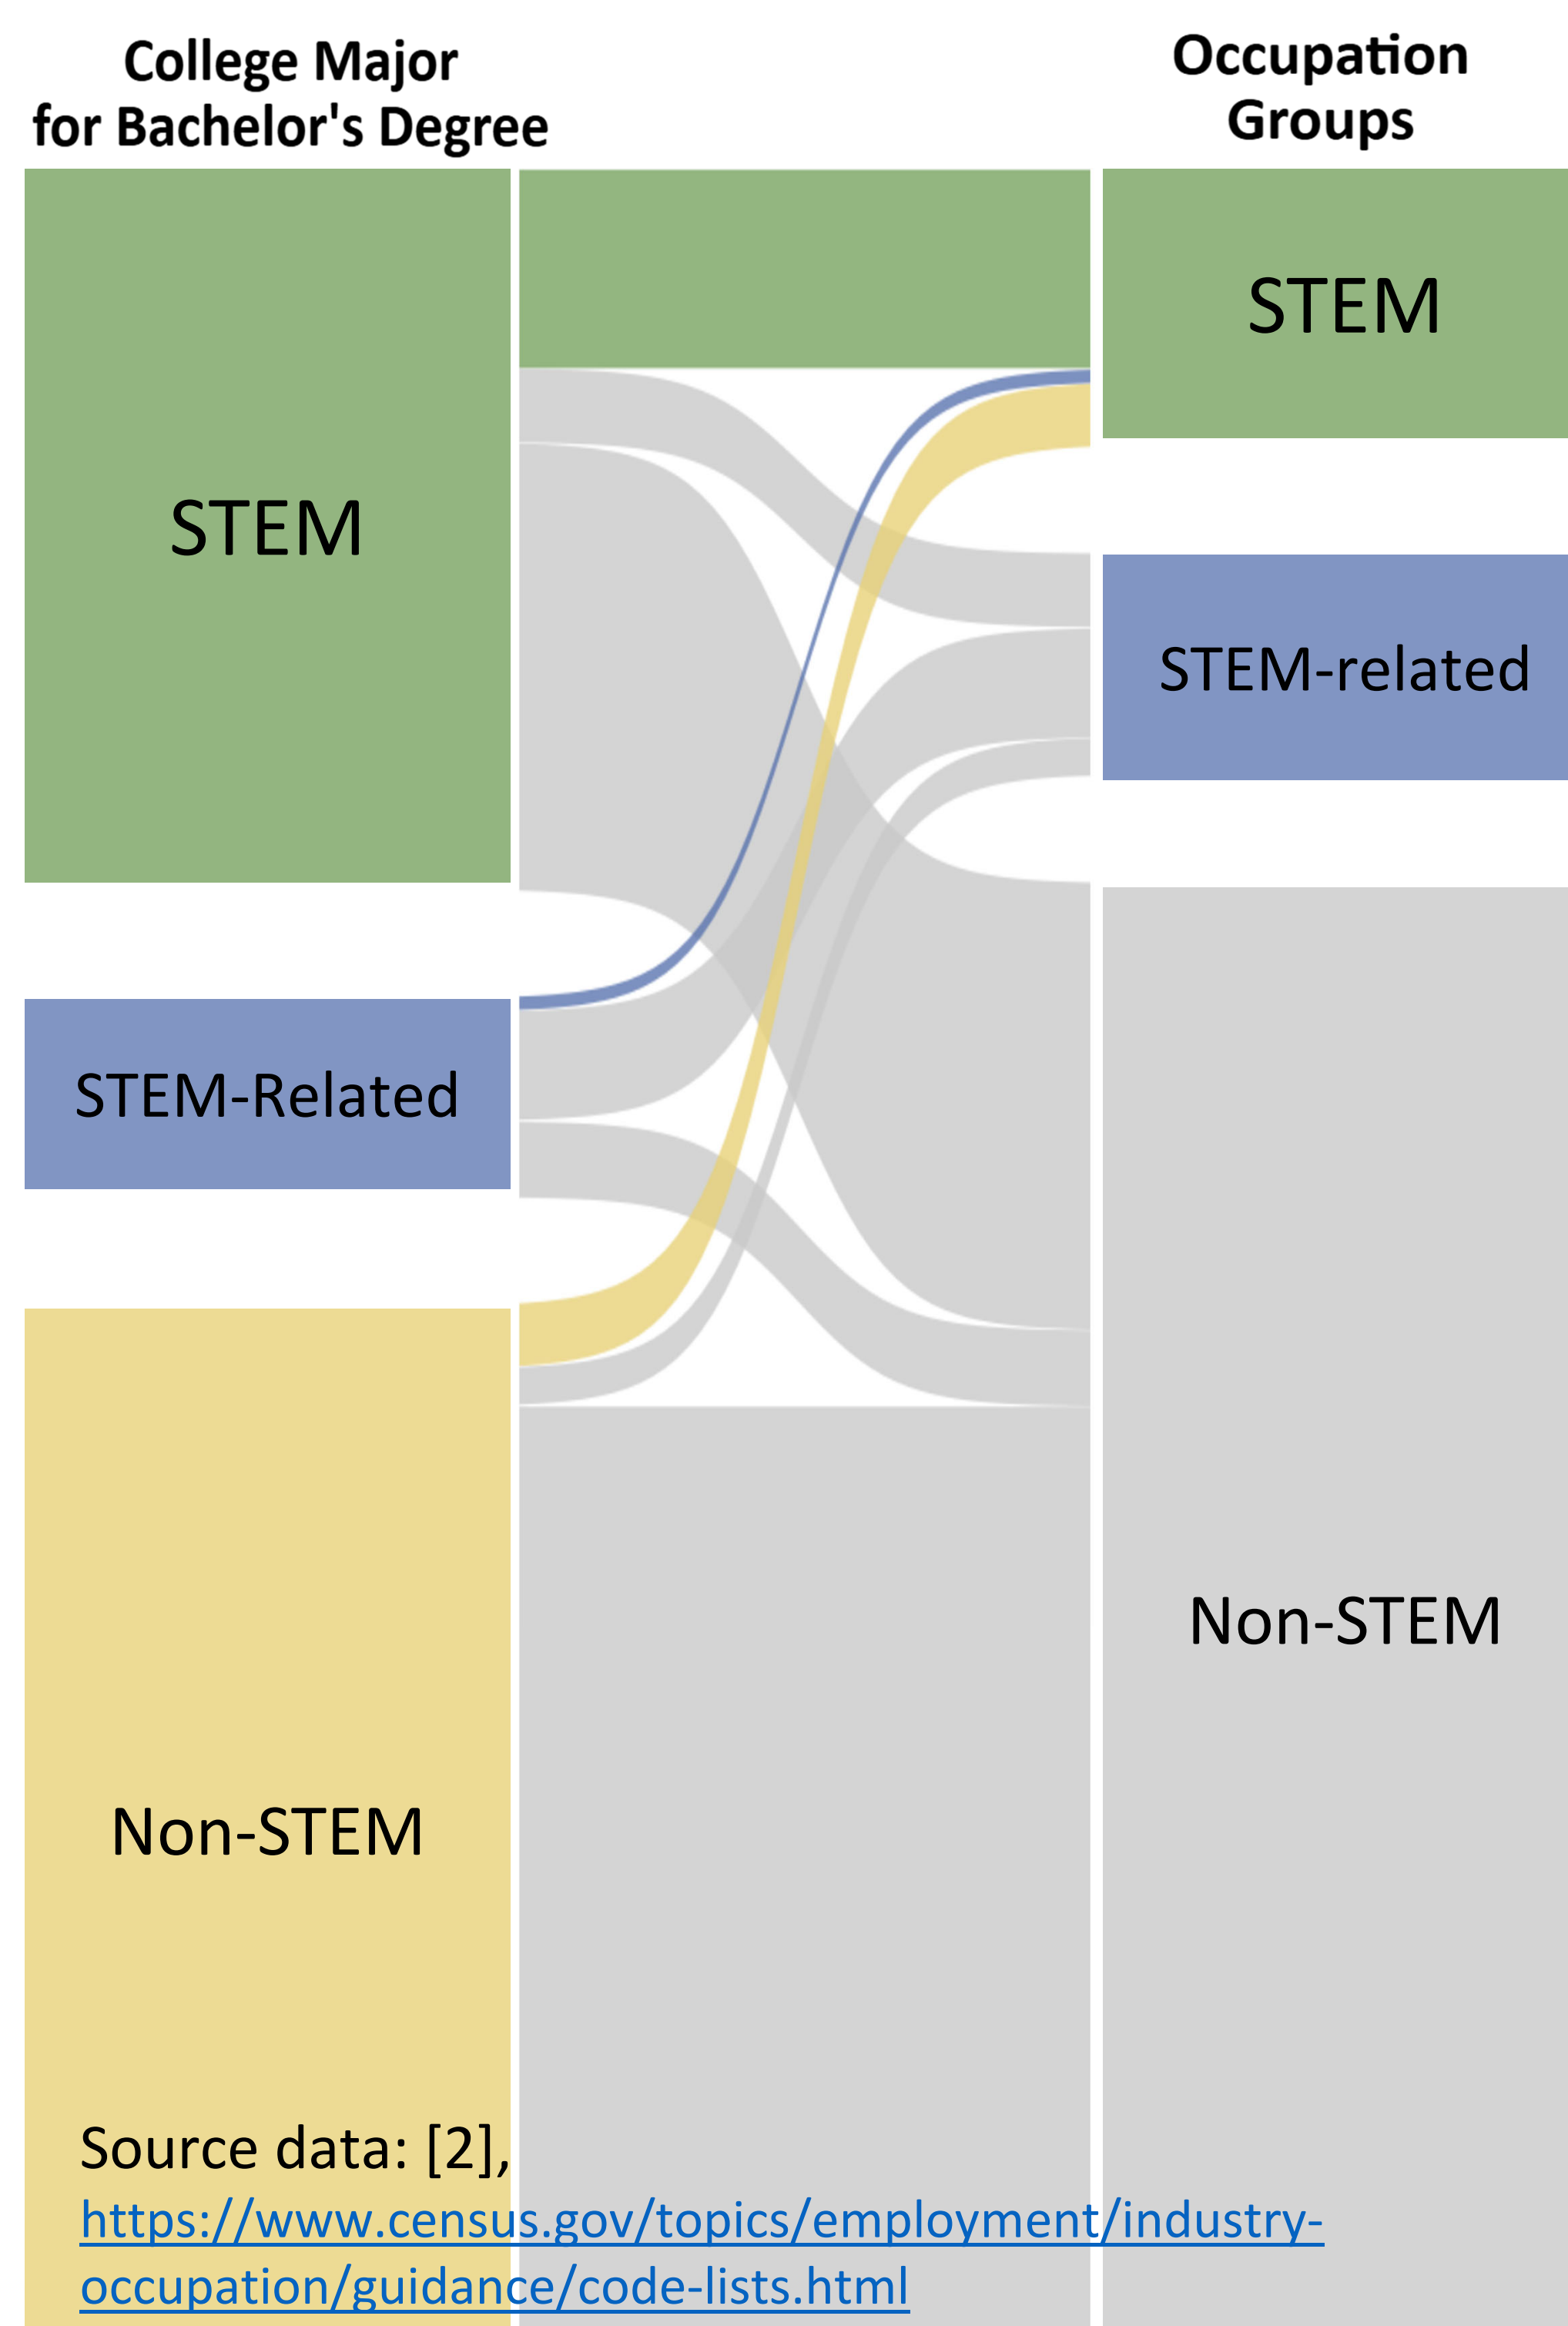 College Major
for Bachelor's Degree
Occupation
Groups
STEM
STEM
STEM-related
STEM-Related
Non-STEM
Non-STEM
Source data: [2],
https://www.census.gov/topics/employment/industry-
occupation/guidance/code-lists.html